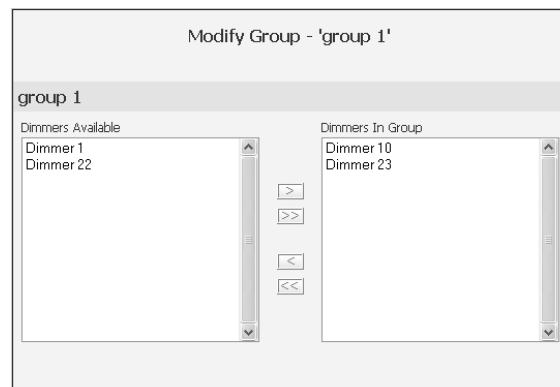 Modify Group - 'group 1'
group 1
Dimmers Available
Dimmer 1
Dimmer 22
>
>>
<
<<
Dimmers In Group
Dimmer 10
Dimmer 23